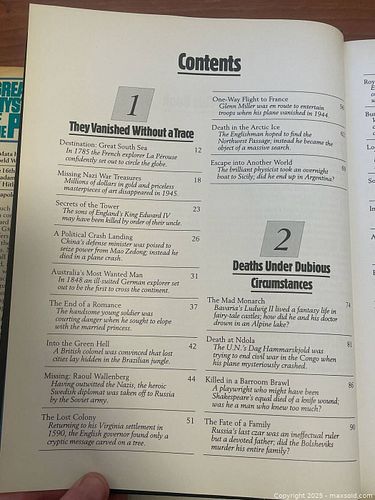 Contents
1
They Vanished Without a Trace
Destination: Great South Sea 12
In 1785 the French explorer La Pérouse
confidently set out to circle the globe.
Missing Nazi War Treasures 18
Millions of dollars in gold and priceless
masterpieces of art disappeared in 1945.
Secrets of the Tower 23
The sons of England's King Edward IV
may have been killed by order of their uncle.
A Political Crash Landing 26
China's defense minister was poised to
seize power from Mao Zedong; instead he
died in a plane crash.
Australia's Most Wanted Man 31
In 1848 an ill-suited German explorer set
out to be the first to cross the continent.
The End of a Romance 37
The handsome young soldier was
courting danger when he sought to elope
with the married princess.
Into the Green Hell 42
A British colonel was convinced that lost
cities lay hidden in the Brazilian jungle.
Missing: Raoul Wallenberg 44
Having outwitted the Nazis, the heroic
Swedish diplomat was taken off to Russia
by the Soviet army.
The Lost Colony 51
Returning to his Virginia settlement in
1590, the English governor found only a
cryptic message carved on a tree.
One-Way Flight to France
Glenn Miller was en route to entertain
troops when his plane vanished in 1944.
Death in the Arctic Ice
The Englishman hoped to find the
Northwest Passage; instead he became the
object of a massive search.
Escape into Another World
The brilliant physicist took an overnight
boat to Sicily; did he end up in Argentina?
2
Deaths Under Dubious
Circumstances
The Mad Monarch 74
Bavaria's Ludwig II lived a fantasy life in
fairy-tale castles; how did he and his doctor
drown in an Alpine lake?
Death at Ndola 81
The U.N.'s Dag Hammarskjöld was
trying to end civil war in the Congo when
his plane mysteriously crashed.
Killed in a Barroom Brawl 86
A playwright who might have been
Shakespeare's equal died of a knife wound;
was he a man who knew too much?
The Fate of a Family 90
Russia's last czar was an ineffectual ruler
but a devoted father; did the Bolsheviks
murder his entire family?
Copyright 2025 - maxsold.com